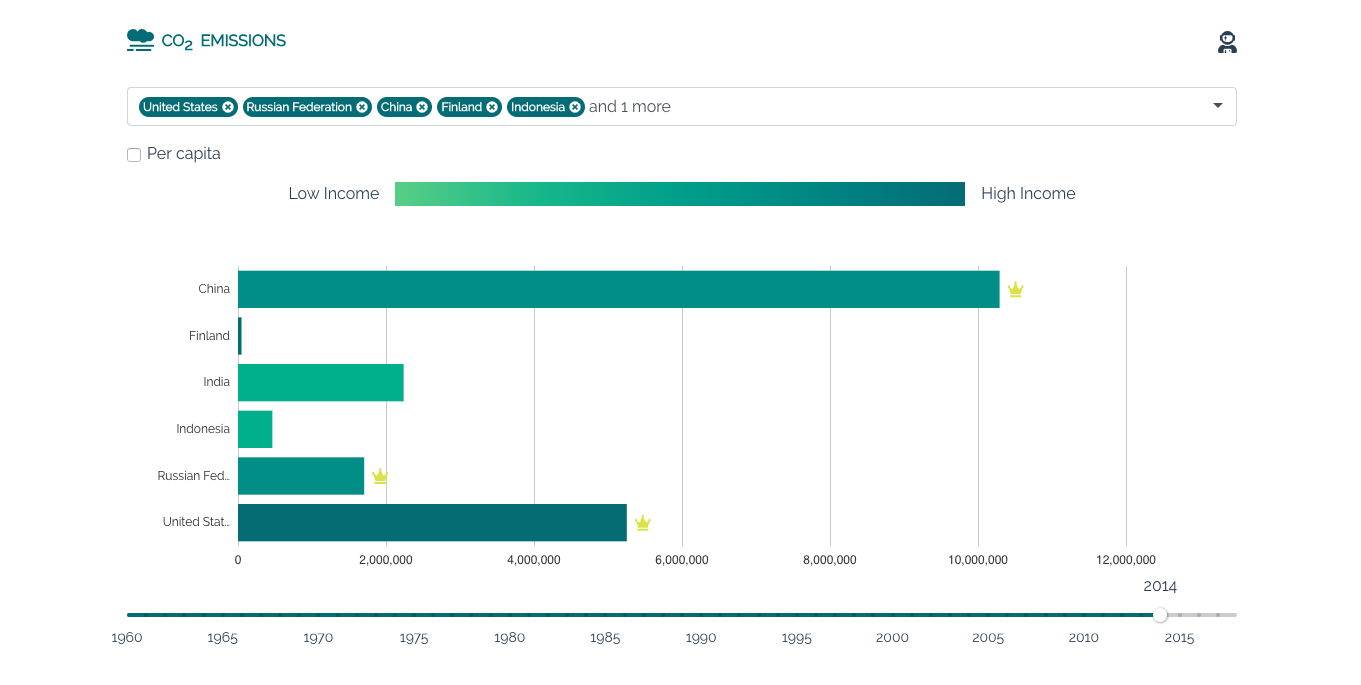 CO2 EMISSIONS
United States Russian Federation China Finland Indonesia and 1 more
Per capita
Low Income High Income
China
Finland
India
Indonesia
Russian Fed...
United Stat...
0 2,000,000 4,000,000 6,000,000 8,000,000 10,000,000 12,000,000
2014
1960 1965 1970 1975 1980 1985 1990 1995 2000 2005 2010 2015